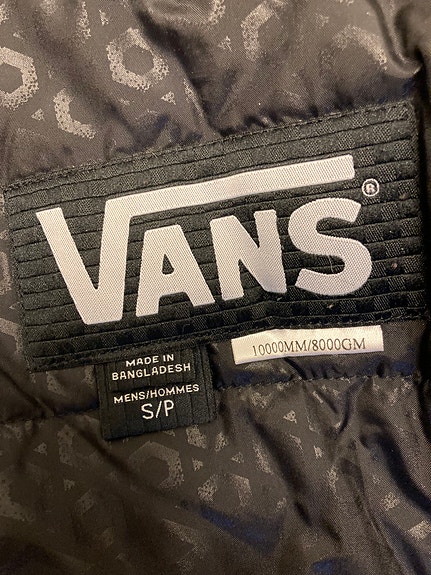 VANS®
10000MM/8000GM
MADE IN
BANGLADESH
MENS/HOMMES
S/P